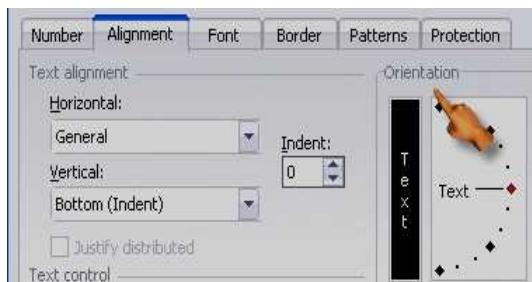 Number Alignment Font Border Patterns Protection
Text alignment
Horizontal:
General
Indent:
0
Vertical:
Bottom (Indent)
Justify distributed
Text control
Orientation
Text
Text